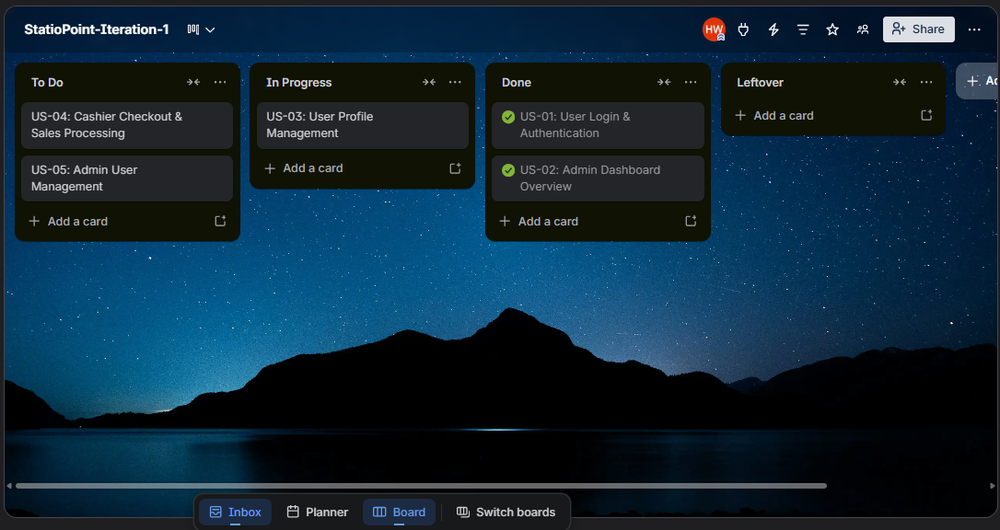 StatioPoint-Iteration-1
HW
Share
To Do
US-04: Cashier Checkout &
Sales Processing
US-05: Admin User
Management
Add a card
In Progress
US-03: User Profile
Management
Add a card
Done
US-01: User Login &
Authentication
US-02: Admin Dashboard
Overview
Add a card
Leftover
Add a card
Inbox
Planner
Board
Switch boards